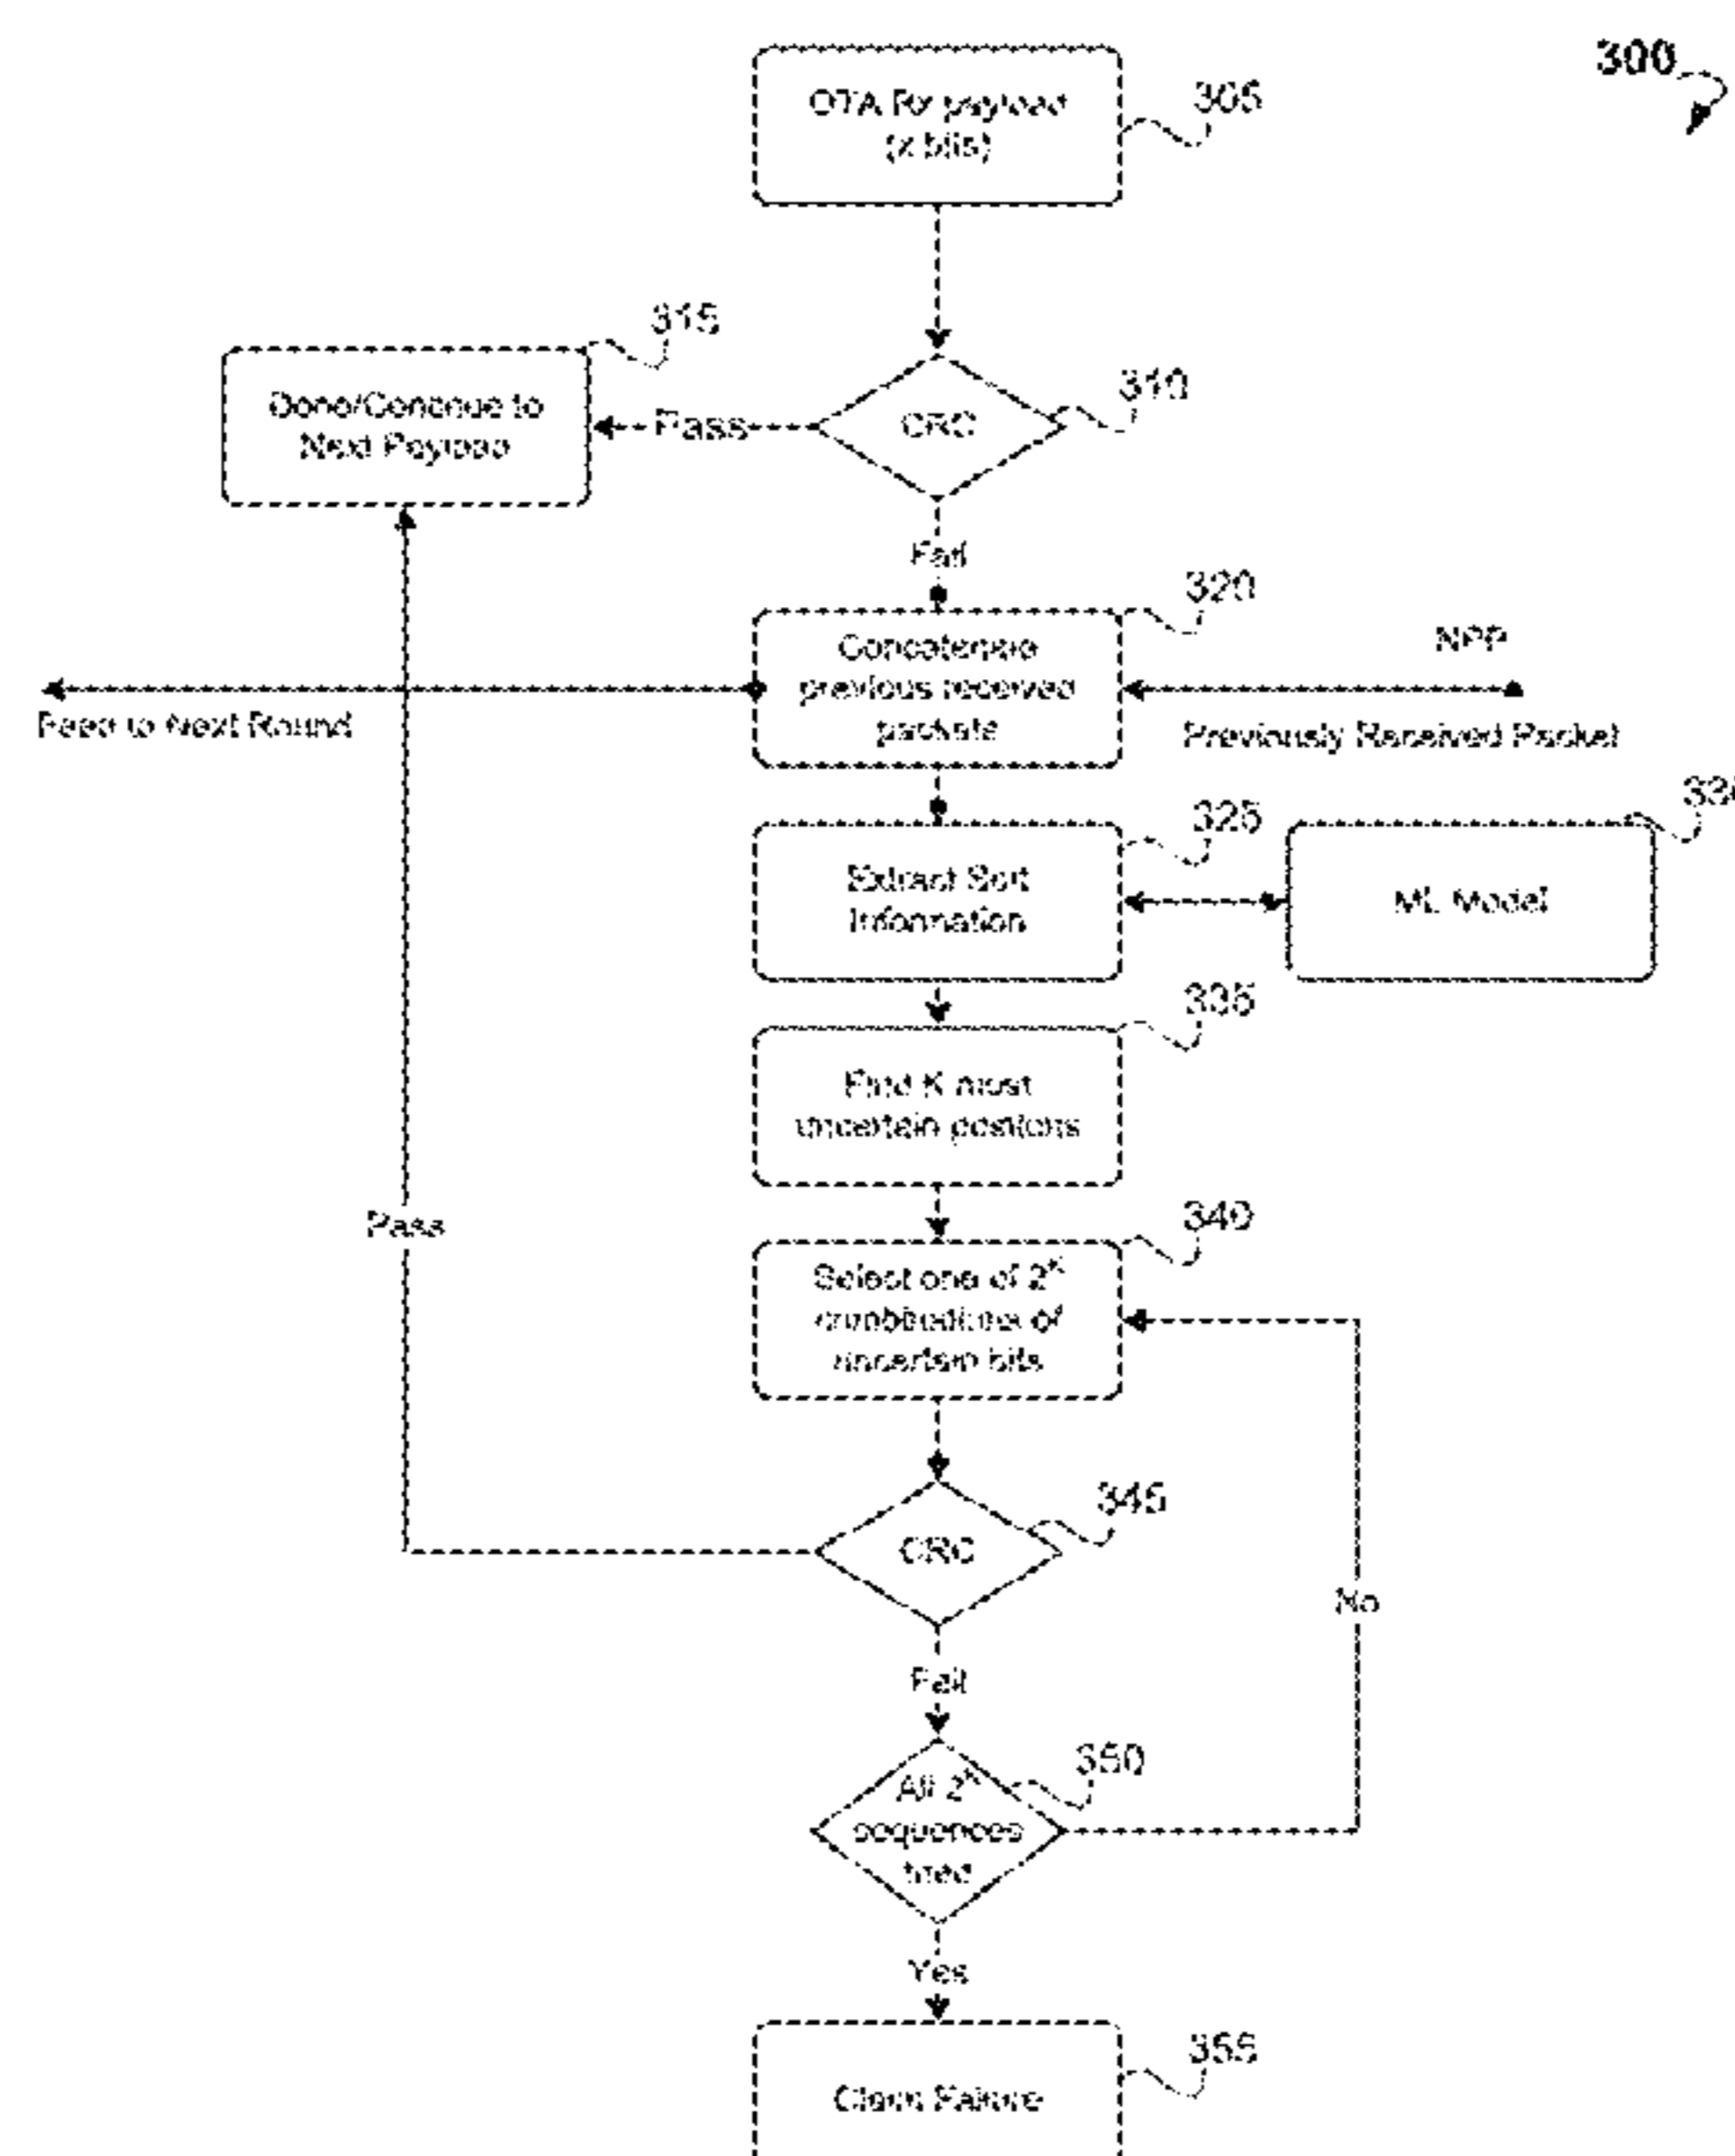 300
OTA Rx payload
305
(z bits)
315
310
Done/Continue to
Next Payload
Pass
CRC
Fail
320
Concatenate
previous received
packets
Feed to Next Round
Previously Received Packet
325
Extract Soft
Information
ML Model
335
Find K most
uncertain positions
340
Pass
Select one of 2ᴷ
combinations of
uncertain bits
345
CRC
No
Fail
350
All 2ᴷ
sequences
tried
Yes
355
Claim Failure